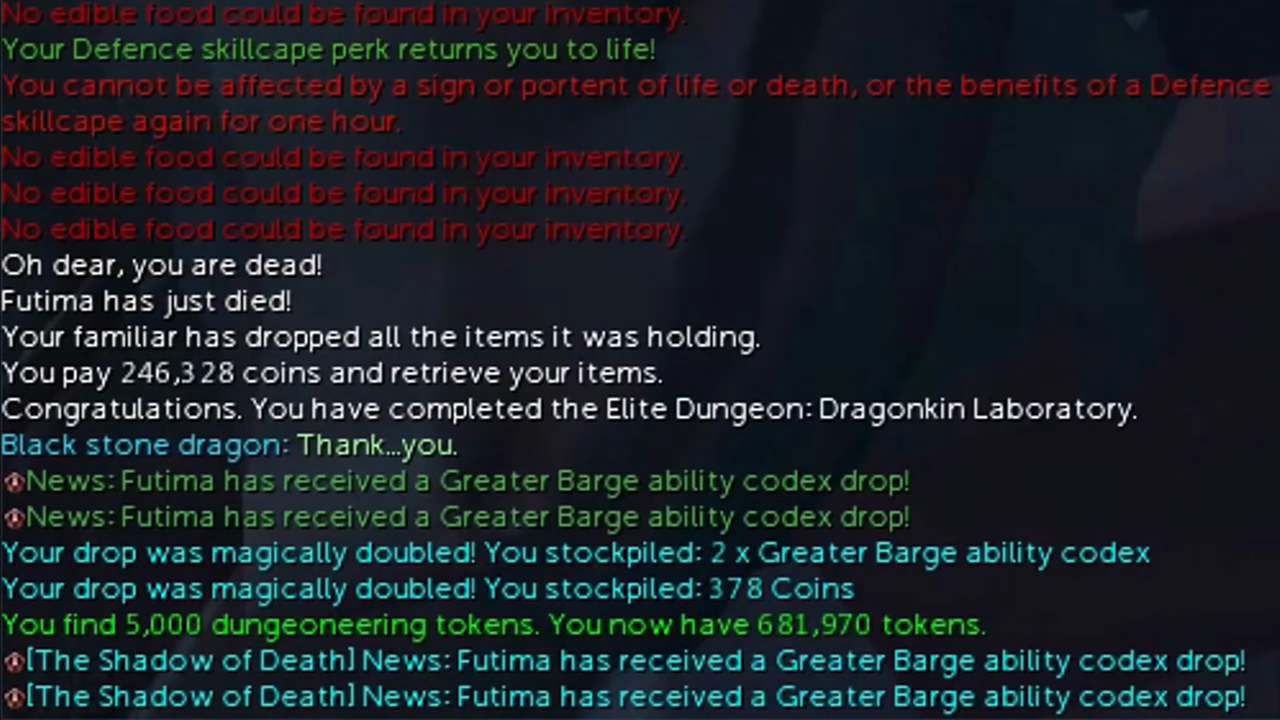 No edible food could be found in your inventory.
Your Defence skillcape perk returns you to life!
You cannot be affected by a sign or portent of life or death, or the benefits of a Defence
skillcape again for one hour.
No edible food could be found in your inventory.
No edible food could be found in your inventory.
No edible food could be found in your inventory.
Oh dear, you are dead!
Futima has just died!
Your familiar has dropped all the items it was holding.
You pay 246,328 coins and retrieve your items.
Congratulations. You have completed the Elite Dungeon: Dragonkin Laboratory.
Black stone dragon: Thank...you.
News: Futima has received a Greater Barge ability codex drop!
News: Futima has received a Greater Barge ability codex drop!
Your drop was magically doubled! You stockpiled: 2 x Greater Barge ability codex
Your drop was magically doubled! You stockpiled: 378 Coins
You find 5,000 dungeoneering tokens. You now have 681,970 tokens.
[The Shadow of Death] News: Futima has received a Greater Barge ability codex drop!
[The Shadow of Death] News: Futima has received a Greater Barge ability codex drop!